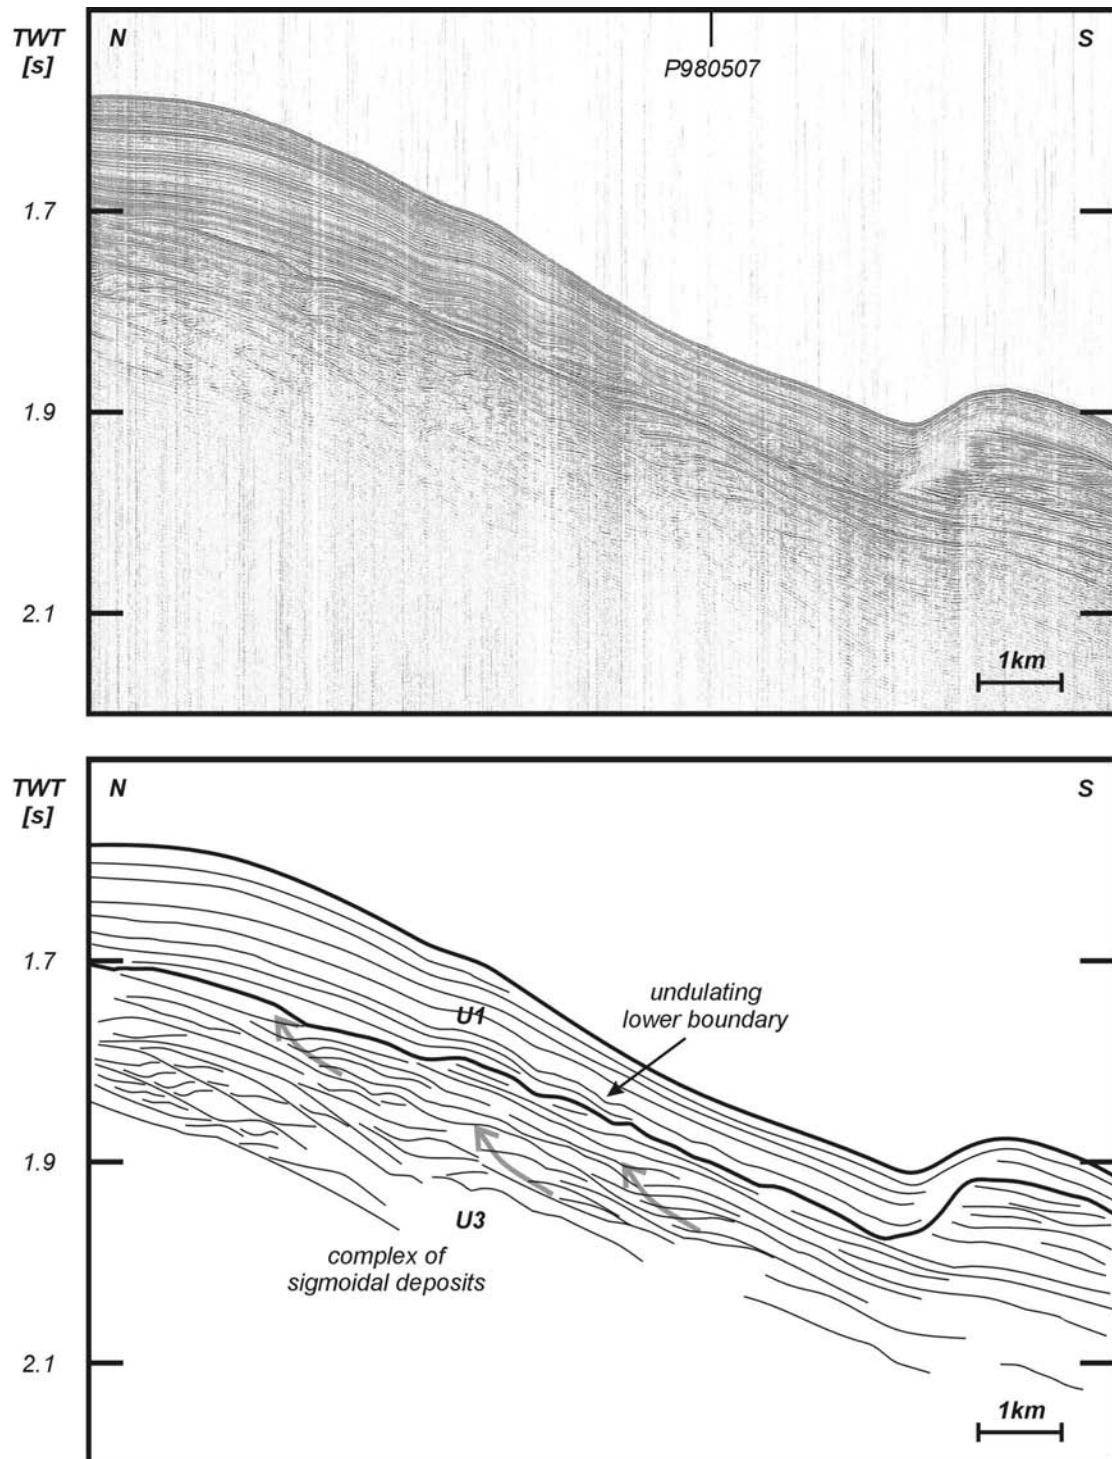 TWT
[s]
N
P980507
S
1.7
1.9
2.1
1km
TWT
[s]
N
S
1.7
undulating
lower boundary
U1
1.9
U3
complex of
sigmoidal deposits
2.1
1km